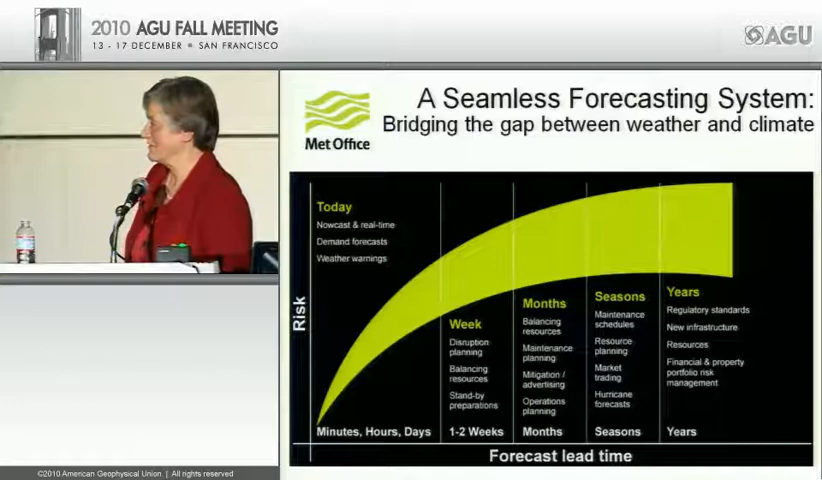 2010 AGU FALL MEETING
13 - 17 DECEMBER SAN FRANCISCO
AGU
A Seamless Forecasting System:
Bridging the gap between weather and climate
Met Office
Risk
Today
Nowcast & real-time
Demand forecasts
Weather warnings
Week
Disruption
planning
Balancing
resources
Stand-by
preparations
Months
Balancing
resources
Maintenance
planning
Mitigation /
advertising
Operations
planning
Seasons
Maintenance
schedules
Resource
planning
Market
trading
Hurricane
forecasts
Years
Regulatory standards
New infrastructure
Resources
Financial & property
portfolio risk
management
Minutes, Hours, Days
1-2 Weeks
Months
Seasons
Years
Forecast lead time
©2010 American Geophysical Union. | All rights reserved